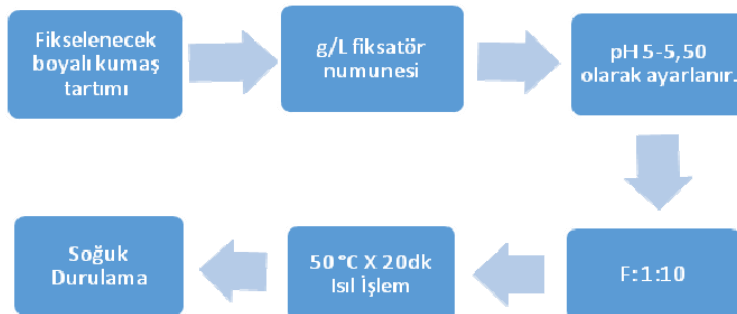 Fikselenecek
boyalı kumaş
tartımı
g/L fiksatör
numunesi
pH 5-5,50
olarak ayarlanır.
F:1:10
50 °C X 20dk
Isıl İşlem
Soğuk
Durulama